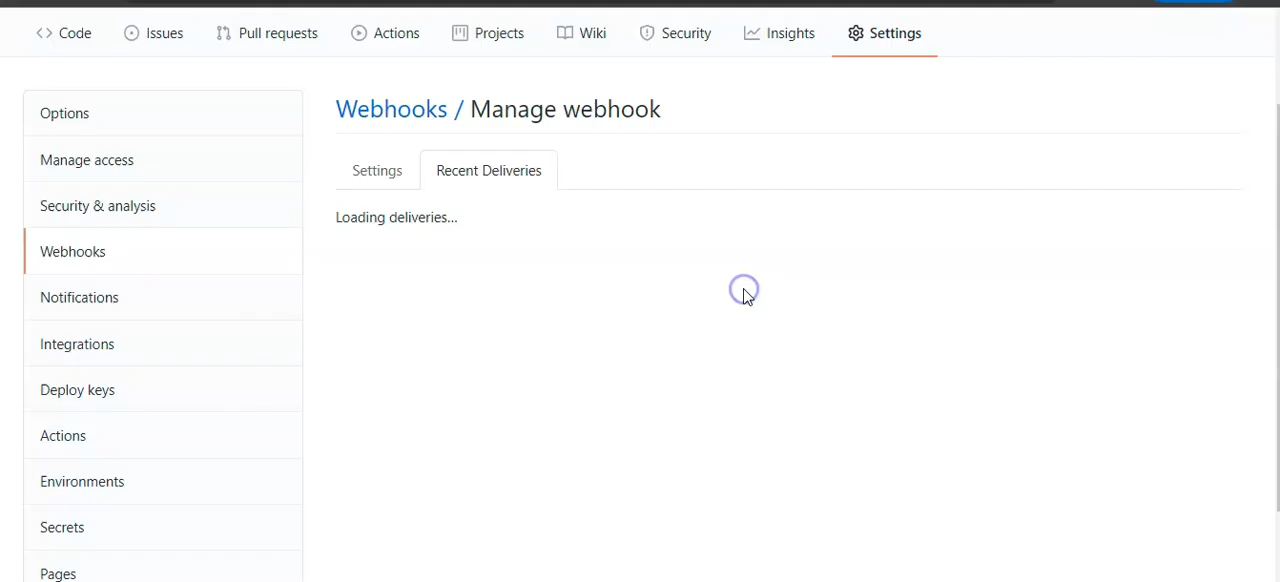 Code Issues Pull requests Actions Projects Wiki Security Insights Settings
Options
Manage access
Security & analysis
Webhooks
Notifications
Integrations
Deploy keys
Actions
Environments
Secrets
Pages
Webhooks / Manage webhook
Settings Recent Deliveries
Loading deliveries...